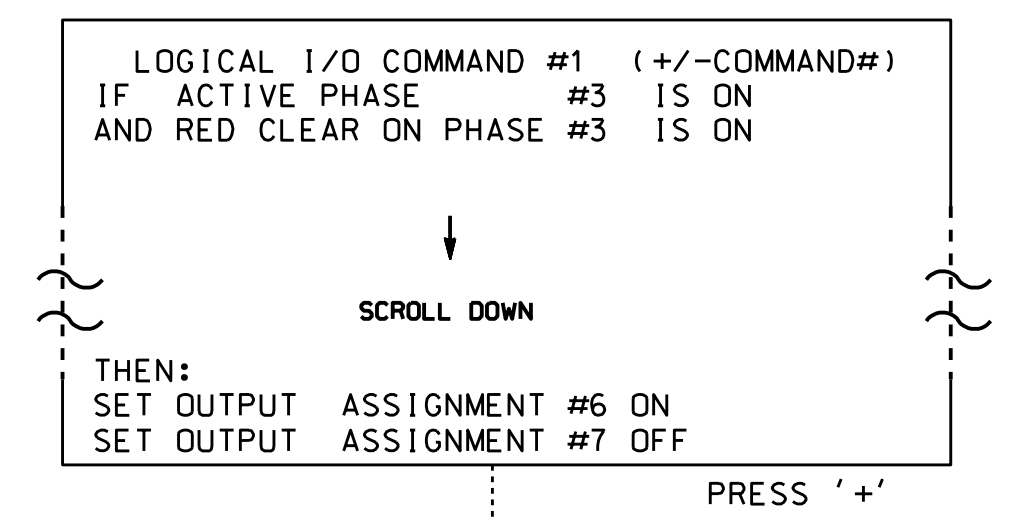 LOGICAL I/O COMMAND #1 (+/-COMMAND#)
IF ACTIVE PHASE #3 IS ON
AND RED CLEAR ON PHASE #3 IS ON
SCROLL DOWN
THEN:
SET OUTPUT ASSIGNMENT #6 ON
SET OUTPUT ASSIGNMENT #7 OFF
PRESS '+'